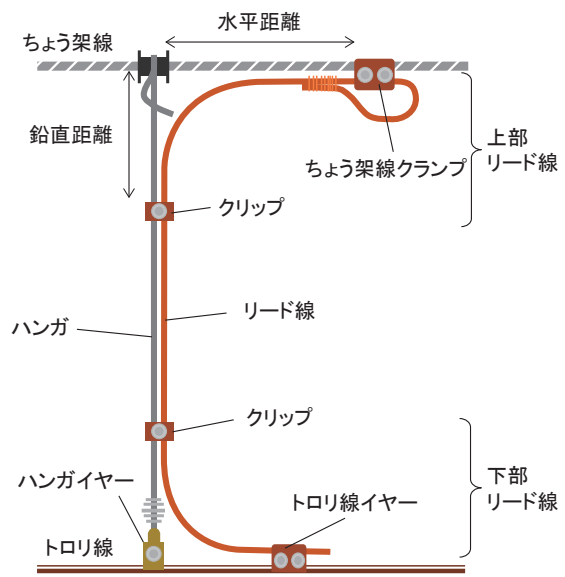 水平距離
ちょう架線
鉛直距離
上部
リード線
ちょう架線クランプ
クリップ
リード線
ハンガ
クリップ
ハンガイヤー
下部
リード線
トロリ線イヤー
トロリ線